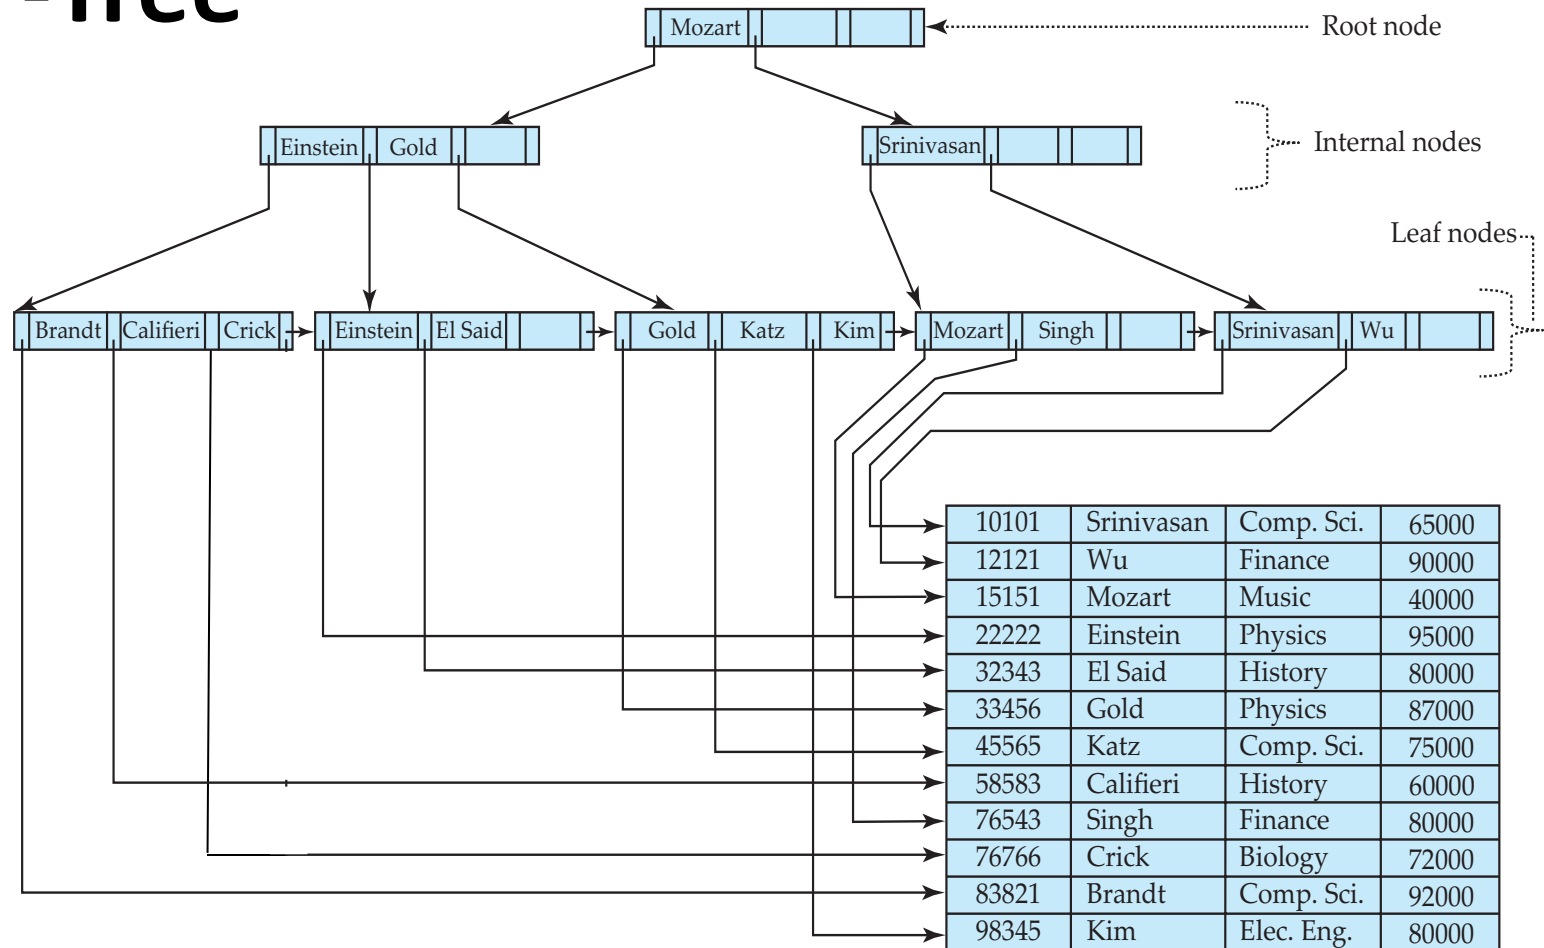 Mozart
Root node
Einstein Gold
Srinivasan
Internal nodes
Leaf nodes
Brandt Califieri Crick Einstein El Said Gold Katz Kim Mozart Singh Srinivasan Wu
10101 Srinivasan Comp. Sci. 65000
12121 Wu Finance 90000
15151 Mozart Music 40000
22222 Einstein Physics 95000
32343 El Said History 80000
33456 Gold Physics 87000
45565 Katz Comp. Sci. 75000
58583 Califieri History 60000
76543 Singh Finance 80000
76766 Crick Biology 72000
83821 Brandt Comp. Sci. 92000
98345 Kim Elec. Eng. 80000